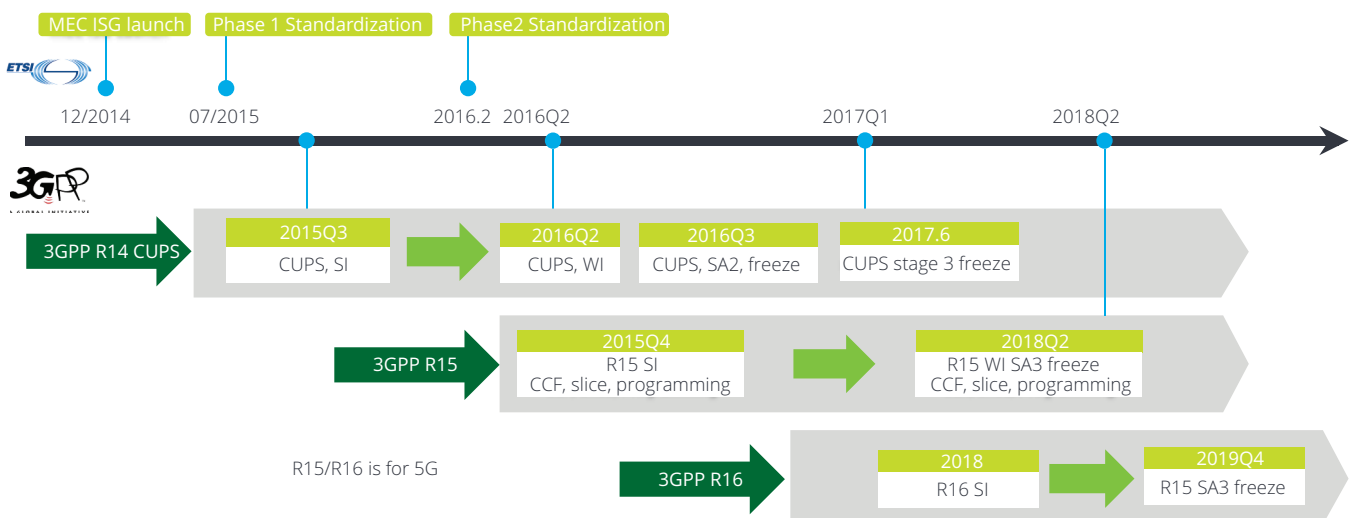 MEC ISG launch
Phase 1 Standardization
Phase2 Standardization
ETSI
12/2014
07/2015
2016.2
2016Q2
2017Q1
2018Q2
3GPP
A GLOBAL INITIATIVE
3GPP R14 CUPS
2015Q3
CUPS, SI
2016Q2
CUPS, WI
2016Q3
CUPS, SA2, freeze
2017.6
CUPS stage 3 freeze
3GPP R15
2015Q4
R15 SI
CCF, slice, programming
2018Q2
R15 WI SA3 freeze
CCF, slice, programming
R15/R16 is for 5G
3GPP R16
2018
R16 SI
2019Q4
R15 SA3 freeze